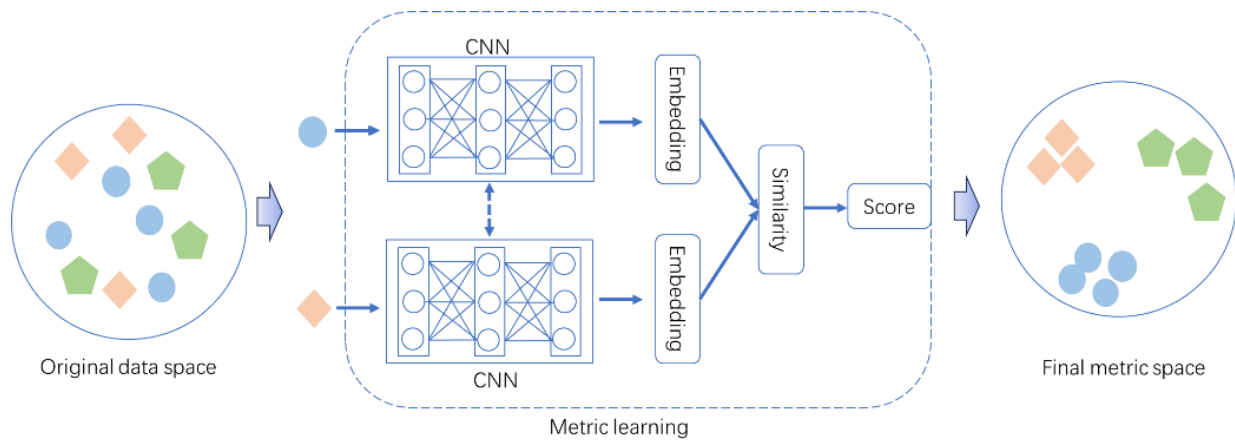 CNN
Embedding
Similarity
Score
Embedding
CNN
Original data space
Final metric space
Metric learning